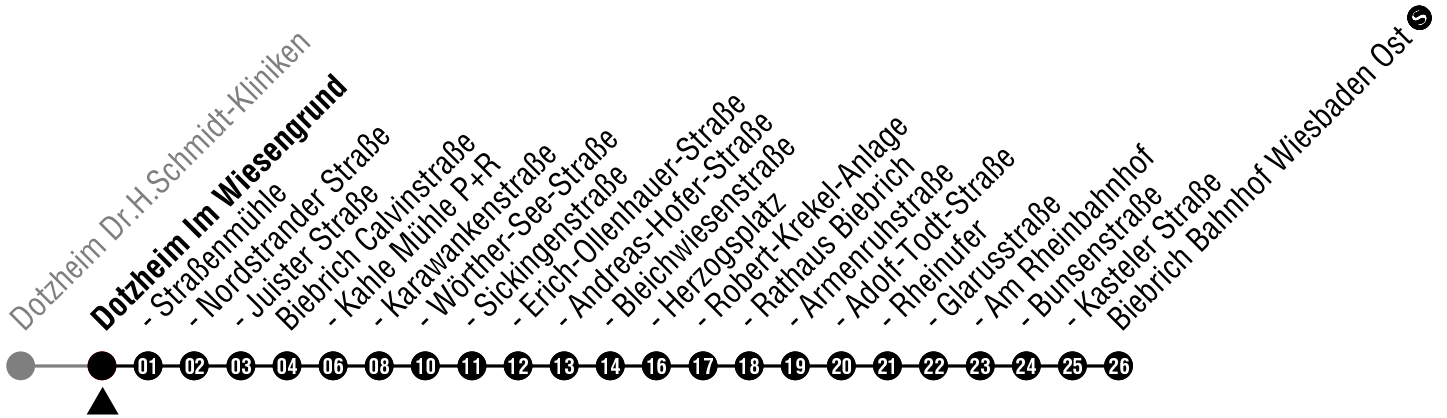 Dotzheim Dr.H.Schmidt-Kliniken
Dotzheim Im Wiesengrund
- Straßenmühle
- Nordstrander Straße
- Juister Straße
Biebrich Calvinstraße
- Kahle Mühle P+R
- Karawankenstraße
- Wörther-See-Straße
- Sickingenstraße
- Erich-Ollenhauer-Straße
- Andreas-Hofer-Straße
- Bleichwiesenstraße
- Herzogsplatz
- Robert-Krekel-Anlage
- Rathaus Biebrich
- Armenruhstraße
- Adolf-Todt-Straße
- Rheinufer
- Glarusstraße
- Am Rheinbahnhof
- Bunsenstraße
- Kasteler Straße
Biebrich Bahnhof Wiesbaden Ost S
01 02 03 04 06 08 10 11 12 13 14 16 17 18 19 20 21 22 23 24 25 26